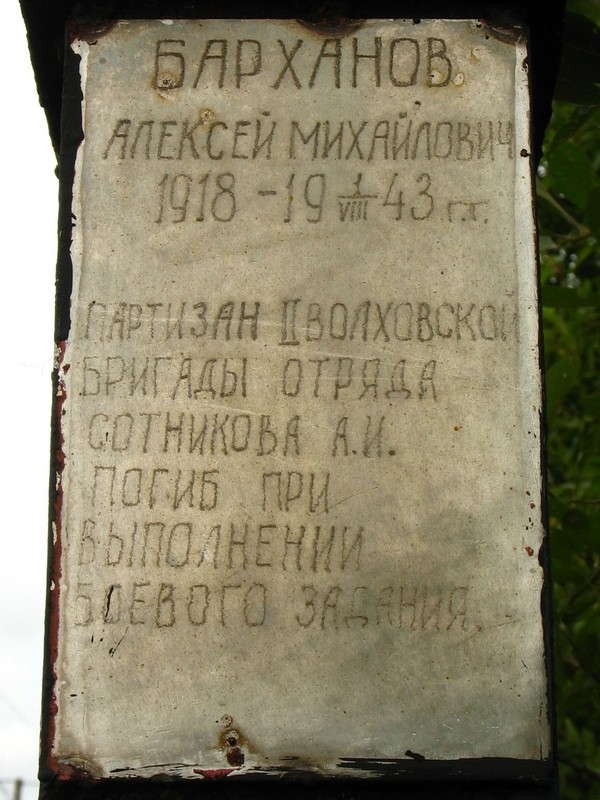 БАРХАНОВ
АЛЕКСЕЙ МИХАЙЛОВИЧ
1918 - 19 1/VIII 43 г.г.
ПАРТИЗАН II ВОЛХОВСКОЙ
БРИГАДЫ ОТРЯДА
СОТНИКОВА А.И.
ПОГИБ ПРИ
ВЫПОЛНЕНИИ
БОЕВОГО ЗАДАНИЯ.